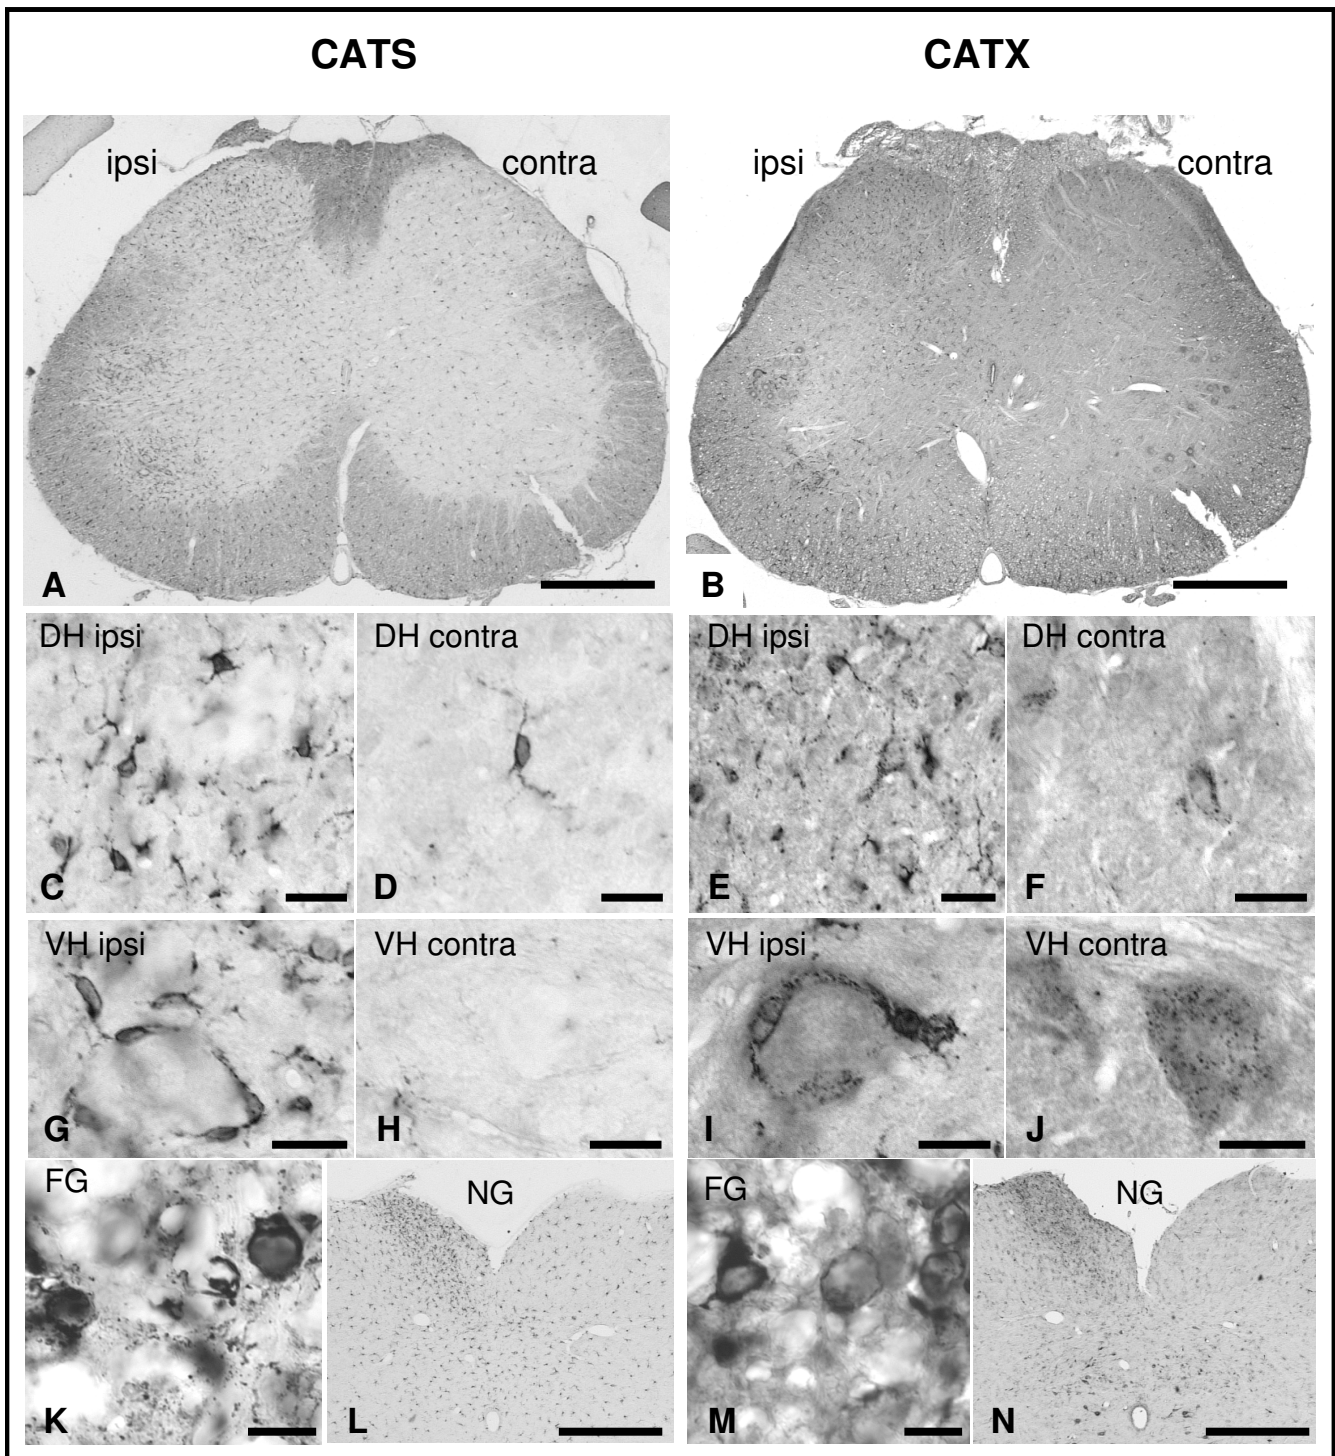 CATS CATX
ipsi contra ipsi contra
A B
DH ipsi DH contra DH ipsi DH contra
C D E F
VH ipsi VH contra VH ipsi VH contra
G H I J
FG NG FG NG
K L M N